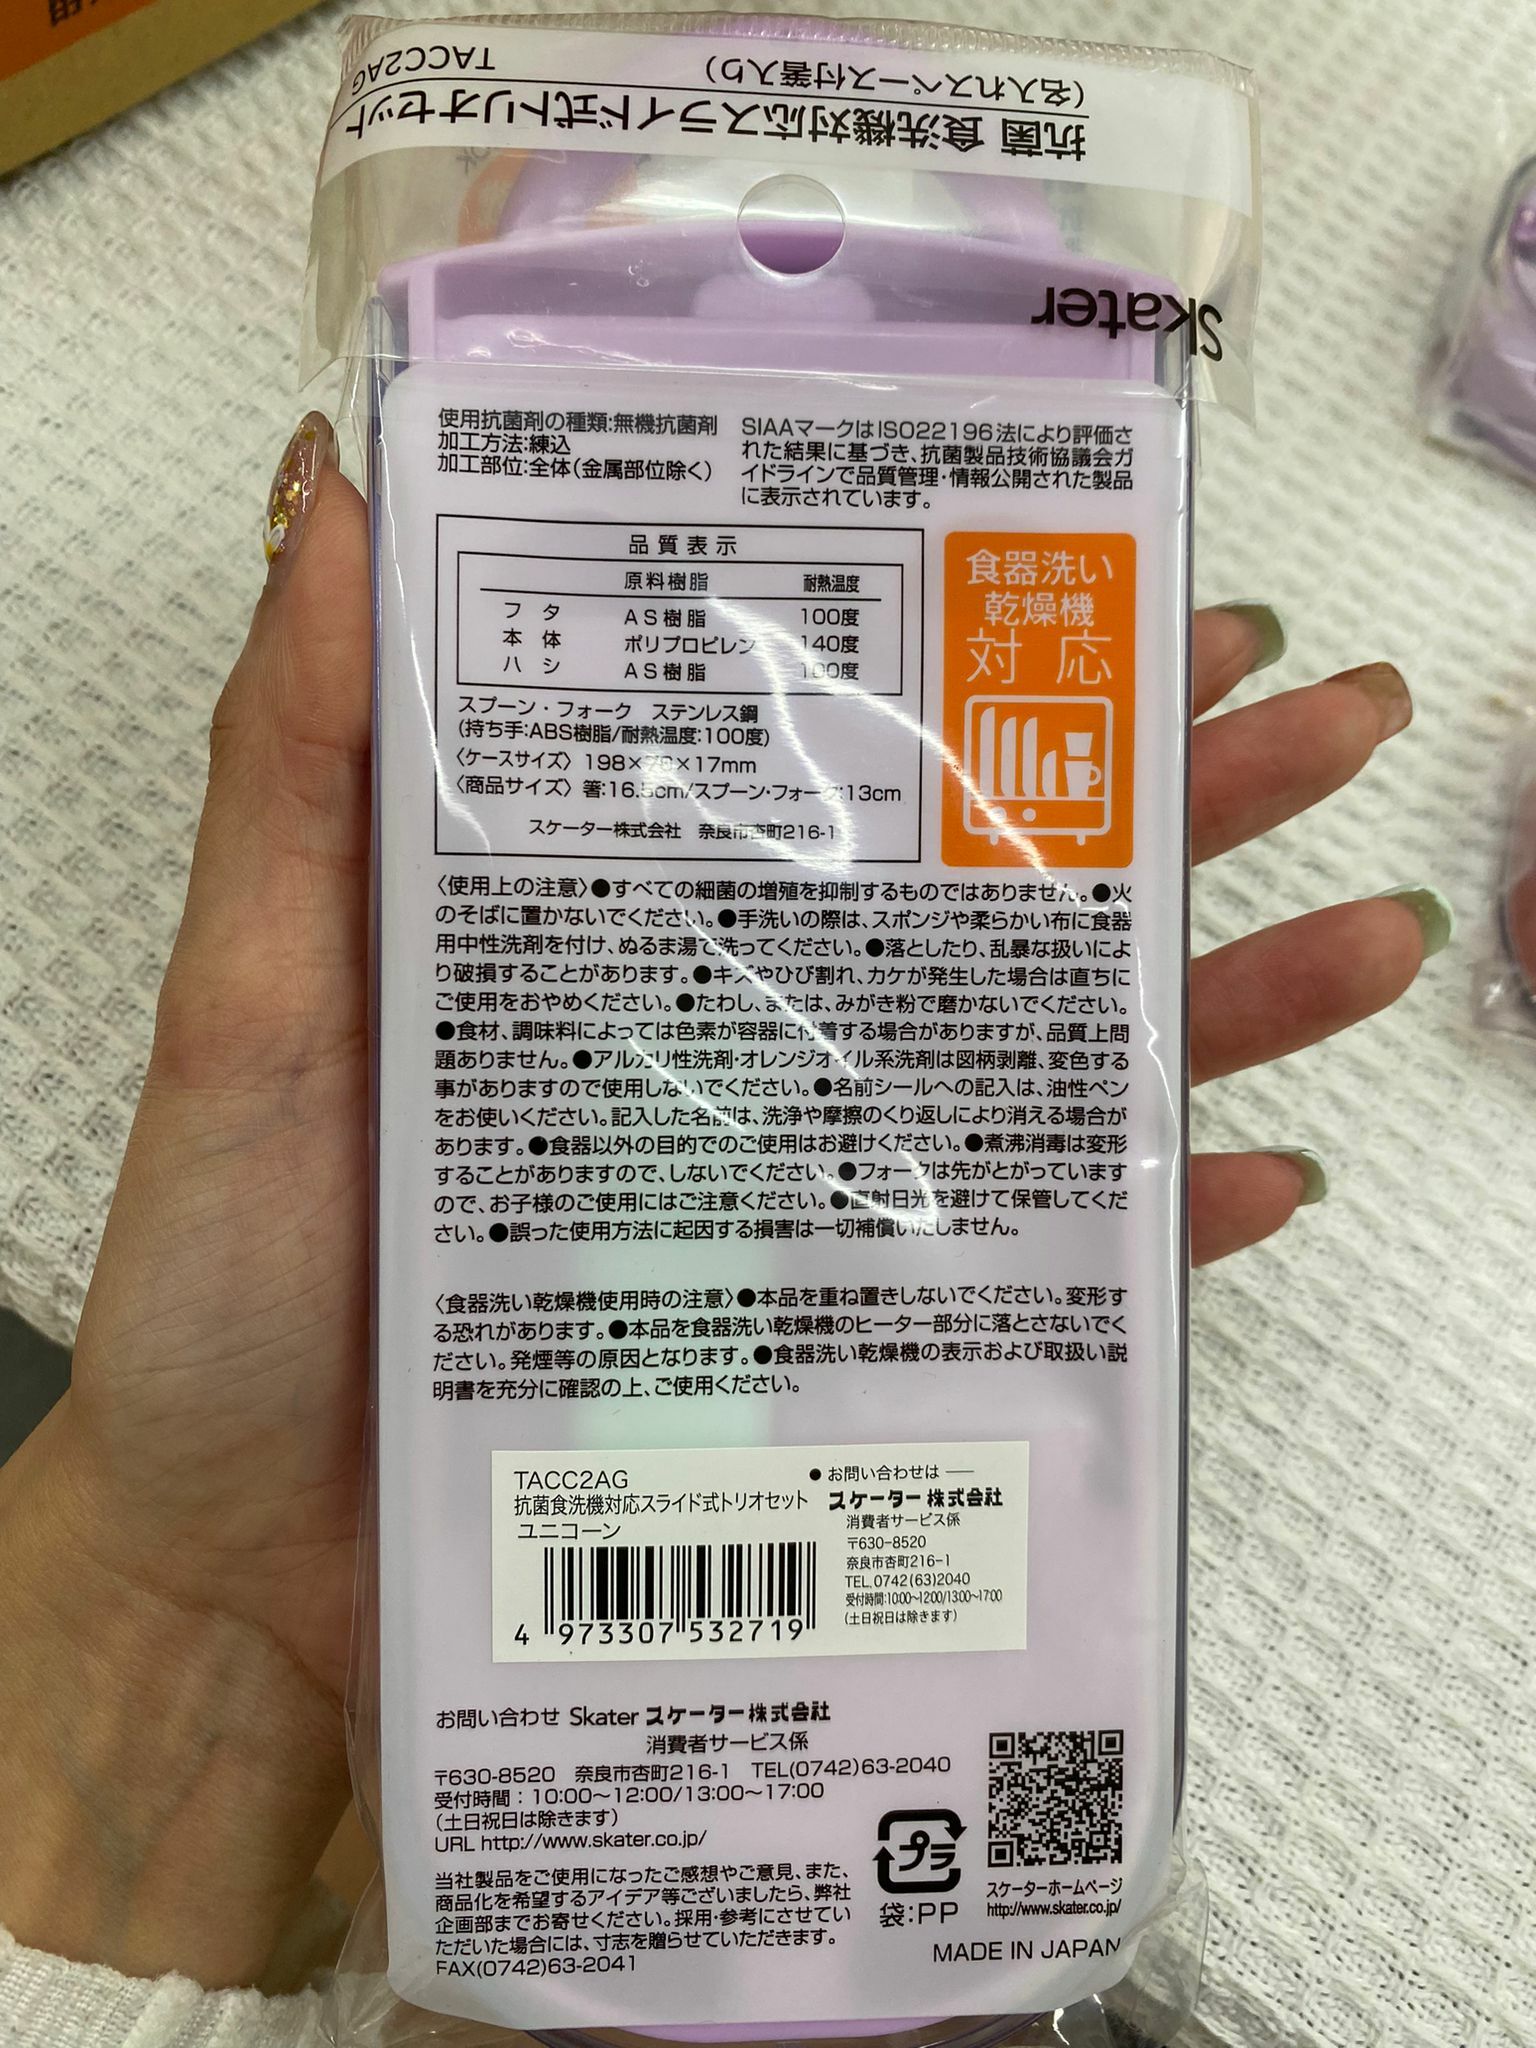 抗菌 食洗機対応スライド式トリオセット
(名入れスペース付箸入り) TACC2AG
Skater
使用抗菌剤の種類:無機抗菌剤
加工方法:練込
加工部位:全体(金属部位除く)
SIAAマークはISO22196法により評価さ
れた結果に基づき、抗菌製品技術協議会ガ
イドラインで品質管理・情報公開された製品
に表示されています。
品質表示
原料樹脂 耐熱温度
フタ AS樹脂 100度
本体 ポリプロピレン 140度
ハシ AS樹脂 100度
スプーン・フォーク ステンレス鋼
(持ち手:ABS樹脂/耐熱温度:100度)
〈ケースサイズ〉 ×17mm
〈商品サイズ〉箸:16.5cm/スプーン・フォーク:13cm
スケーター株式会社 奈良市杏町216-1
食器洗い
乾燥機
対応
〈使用上の注意〉●すべての細菌の増殖を抑制するものではありません。●火
のそばに置かないでください。●手洗いの際は、スポンジや柔らかい布に食器
用中性洗剤を付け、ぬるま湯で洗ってください。●落としたり、乱暴な扱いによ
り破損することがあります。●キズやひび割れ、カケが発生した場合は直ちに
ご使用をおやめください。●たわし、または、みがき粉で磨かないでください。
●食材、調味料によっては色素が容器に付着する場合がありますが、品質上問
題ありません。●アルカリ性洗剤・オレンジオイル系洗剤は図柄剥離、変色する
事がありますので使用しないでください。●名前シールへの記入は、油性ペン
をお使いください。記入した名前は、洗浄や摩擦のくり返しにより消える場合が
あります。●食器以外の目的でのご使用はお避けください。●煮沸消毒は変形
することがありますので、しないでください。●フォークは先がとがっています
ので、お子様のご使用にはご注意ください。●直射日光を避けて保管してくだ
さい。●誤った使用方法に起因する損害は一切補償いたしません。
〈食器洗い乾燥機使用時の注意〉●本品を重ね置きしないでください。変形す
る恐れがあります。●本品を食器洗い乾燥機のヒーター部分に落とさないでく
ださい。発煙等の原因となります。●食器洗い乾燥機の表示および取扱い説
明書を充分に確認の上、ご使用ください。
TACC2AG
抗菌食洗機対応スライド式トリオセット
ユニコーン
4 973307 532719
●お問い合わせは
スケーター株式会社
消費者サービス係
〒630-8520
奈良市杏町216-1
TEL.0742(63)2040
受付時間:10:00~12:00/13:00~17:00
(土日祝日は除きます)
お問い合わせ Skater スケーター株式会社
消費者サービス係
〒630-8520 奈良市杏町216-1 TEL(0742)63-2040
受付時間：10:00~12:00/13:00~17:00
(土日祝日は除きます)
URL http://www.skater.co.jp/
当社製品をご使用になったご感想やご意見、また、
商品化を希望するアイデア等ございましたら、弊社
企画部までお寄せください。採用・参考にさせてい
ただいた場合には、寸志を贈らせていただきます。
FAX(0742)63-2041
プラ
袋:PP
スケーターホームページ
http://www.skater.co.jp/
MADE IN JAPAN